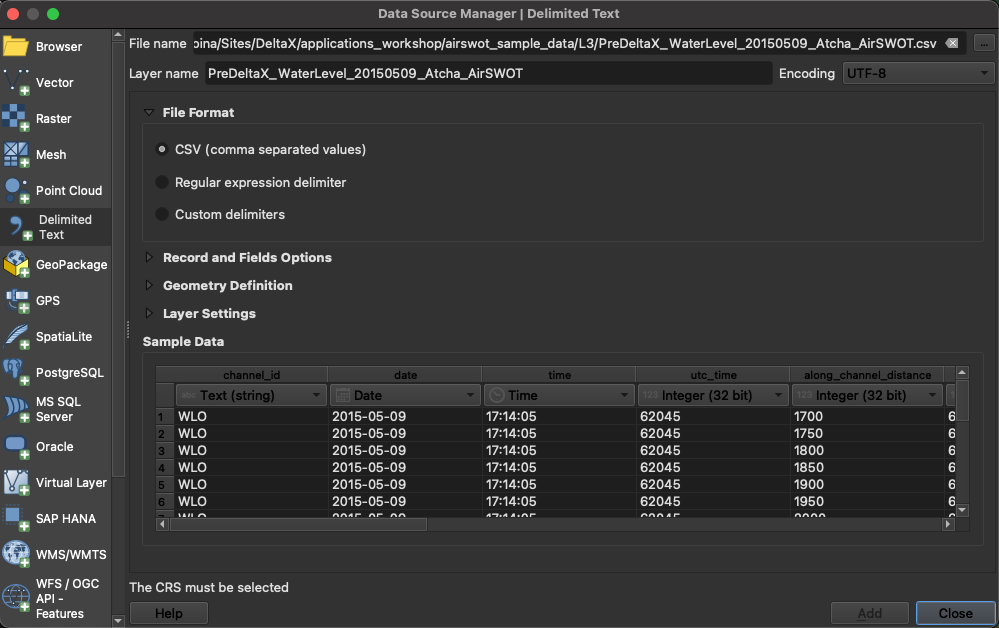 Data Source Manager | Delimited Text
Browser
Vector
Raster
Mesh
Point Cloud
Delimited
Text
GeoPackage
GPS
SpatiaLite
PostgreSQL
MS SQL
Server
Oracle
Virtual Layer
SAP HANA
WMS/WMTS
WFS / OGC
API -
Features
File name /Sites/DeltaX/applications_workshop/airswot_sample_data/L3/PreDeltaX_WaterLevel_20150509_Atcha_AirSWOT.csv ...
Layer name PreDeltaX_WaterLevel_20150509_Atcha_AirSWOT Encoding UTF-8
File Format
CSV (comma separated values)
Regular expression delimiter
Custom delimiters
Record and Fields Options
Geometry Definition
Layer Settings
Sample Data
channel_id date time utc_time along_channel_distance
abc Text (string) Date Time 123 Integer (32 bit) 123 Integer (32 bit)
1 WLO 2015-05-09 17:14:05 62045 1700 6
2 WLO 2015-05-09 17:14:05 62045 1750 6
3 WLO 2015-05-09 17:14:05 62045 1800 6
4 WLO 2015-05-09 17:14:05 62045 1850 6
5 WLO 2015-05-09 17:14:05 62045 1900 6
6 WLO 2015-05-09 17:14:05 62045 1950 6
The CRS must be selected
Help Add Close